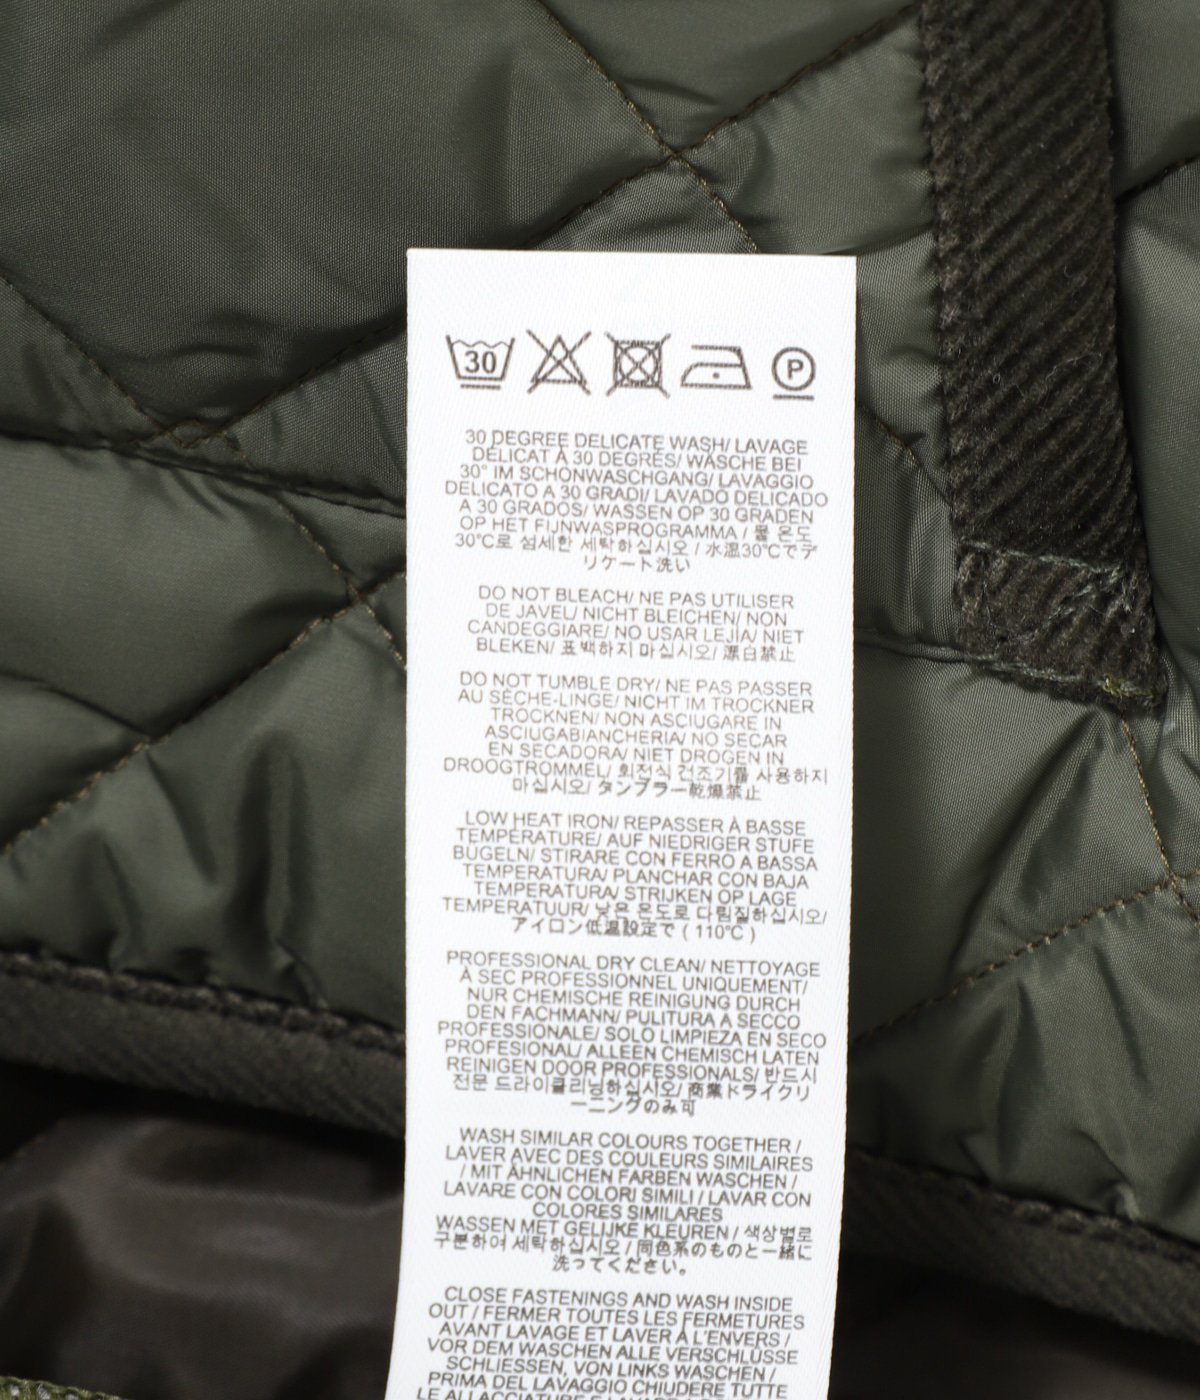 30
P
30 DEGREE DELICATE WASH/ LAVAGE
DÉLICAT À 30 DEGRÉS/ WÄSCHE BEI
30° IM SCHONWASCHGANG/ LAVAGGIO
DELICATO A 30 GRADI/ LAVADO DELICADO
A 30 GRADOS/ WASSEN OP 30 GRADEN
OP HET FIJNWASPROGRAMMA / 물 온도
30°C로 섬세한 세탁하십시오 / 水温30℃でデ
リケート洗い
DO NOT BLEACH/ NE PAS UTILISER
DE JAVEL/ NICHT BLEICHEN/ NON
CANDEGGIARE/ NO USAR LEJÍA/ NIET
BLEKEN/ 표백하지 마십시오/ 漂白禁止
DO NOT TUMBLE DRY/ NE PAS PASSER
AU SÈCHE-LINGE/ NICHT IM TROCKNER
TROCKNEN/ NON ASCIUGARE IN
ASCIUGABIANCHERIA/ NO SECAR
EN SECADORA/ NIET DROGEN IN
DROOGTROMMEL/ 회전식 건조기를 사용하지
마십시오/ タンブラー乾燥禁止
LOW HEAT IRON/ REPASSER À BASSE
TEMPÉRATURE/ AUF NIEDRIGER STUFE
BÜGELN/ STIRARE CON FERRO A BASSA
TEMPERATURA/ PLANCHAR CON BAJA
TEMPERATURA/ STRIJKEN OP LAGE
TEMPERATUUR/ 낮은 온도로 다림질하십시오/
アイロン低温設定で ( 110℃ )
PROFESSIONAL DRY CLEAN/ NETTOYAGE
À SEC PROFESSIONNEL UNIQUEMENT/
NUR CHEMISCHE REINIGUNG DURCH
DEN FACHMANN/ PULITURA A SECCO
PROFESSIONALE/ SOLO LIMPIEZA EN SECO
PROFESIONAL/ ALLEEN CHEMISCH LATEN
REINIGEN DOOR PROFESSIONALS/ 반드시
전문 드라이클리닝하십시오/ 商業ドライクリ
ーニングのみ可
WASH SIMILAR COLOURS TOGETHER /
LAVER AVEC DES COULEURS SIMILAIRES
/ MIT ÄHNLICHEN FARBEN WASCHEN /
LAVARE CON COLORI SIMILI / LAVAR CON
COLORES SIMILARES
WASSEN MET GELIJKE KLEUREN / 색상별로
구분하여 세탁하십시오 / 同色系のものと一緒に
洗ってください。
CLOSE FASTENINGS AND WASH INSIDE
OUT / FERMER TOUTES LES FERMETURES
AVANT LAVAGE ET LAVER À L'ENVERS /
VOR DEM WASCHEN ALLE VERSCHLÜSSE
SCHLIESSEN, VON LINKS WASCHEN /
PRIMA DEL LAVAGGIO CHIUDERE TUTTE
LE ALLACCIATURE E LAVARE